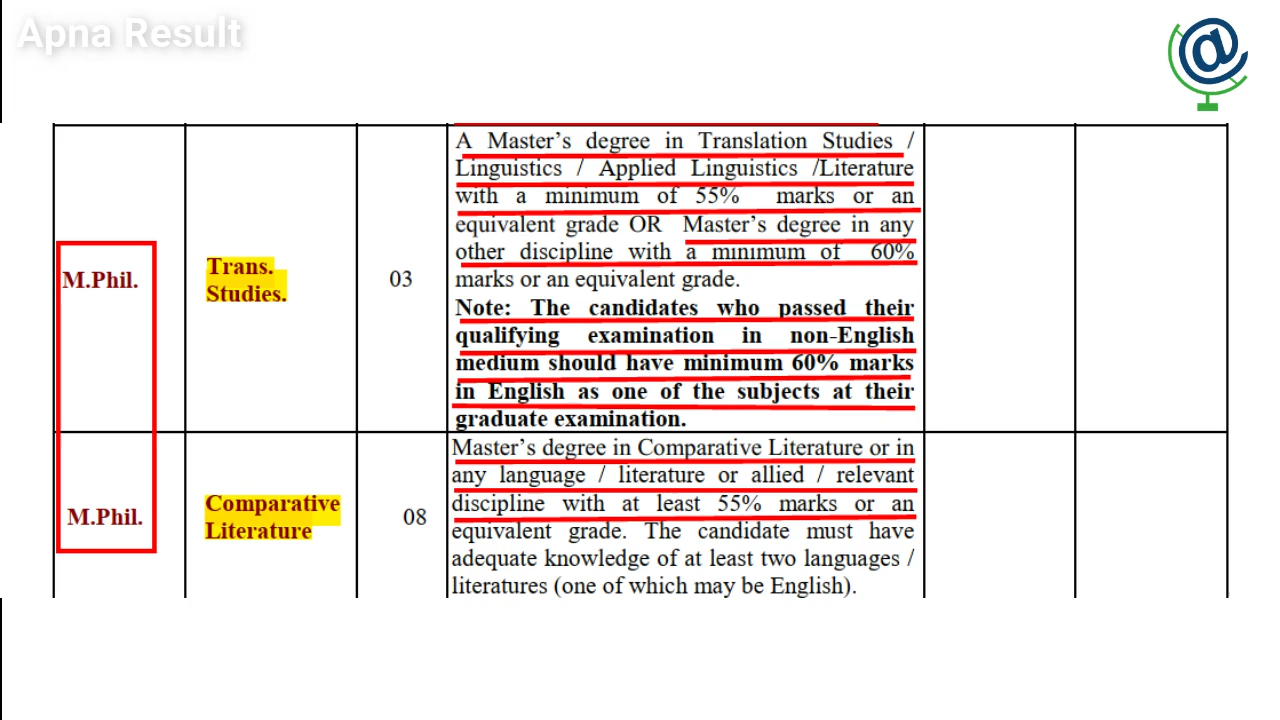 Apna Result
A Master's degree in Translation Studies /
Linguistics / Applied Linguistics /Literature
with a minimum of 55% marks or an
equivalent grade OR Master's degree in any
other discipline with a minimum of 60%
M.Phil.
Trans.
Studies.
03
marks or an equivalent grade.
Note: The candidates who passed their
qualifying examination in non-English
medium should have minimum 60% marks
in English as one of the subjects at their
graduate examination.
M.Phil.
Comparative
Literature
08
Master's degree in Comparative Literature or in
any language / literature or allied / relevant
discipline with at least 55% marks or an
equivalent grade. The candidate must have
adequate knowledge of at least two languages /
literatures (one of which may be English).